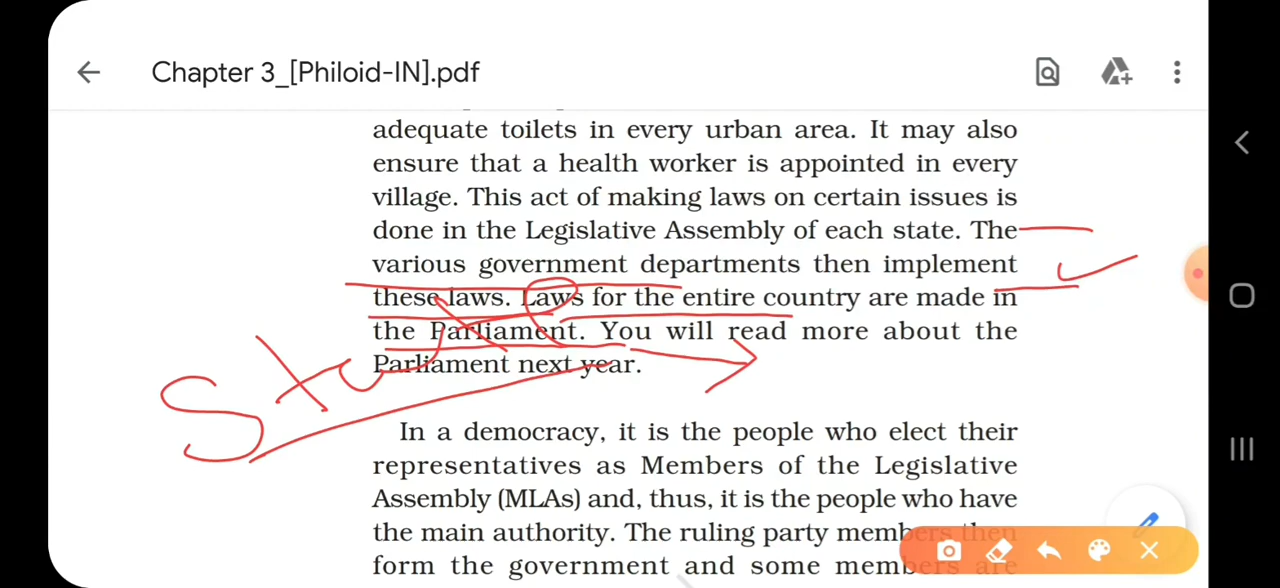 Chapter 3_[Philoid-IN].pdf
adequate toilets in every urban area. It may also
ensure that a health worker is appointed in every
village. This act of making laws on certain issues is
done in the Legislative Assembly of each state. The
various government departments then implement
these laws. Laws for the entire country are made in
the Parliament. You will read more about the
Parliament next year.
In a democracy, it is the people who elect their
representatives as Members of the Legislative
Assembly (MLAs) and, thus, it is the people who have
the main authority. The ruling party members then
form the government and some members are